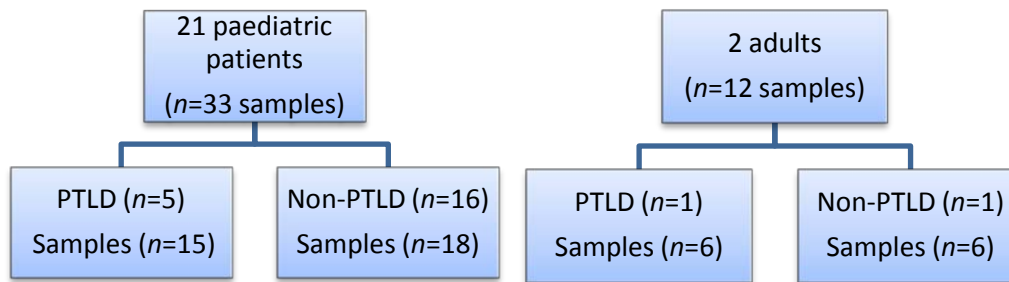 21 paediatric
patients
(n=33 samples)
2 adults
(n=12 samples)
PTLD (n=5)
Samples (n=15)
Non-PTLD (n=16)
Samples (n=18)
PTLD (n=1)
Samples (n=6)
Non-PTLD (n=1)
Samples (n=6)